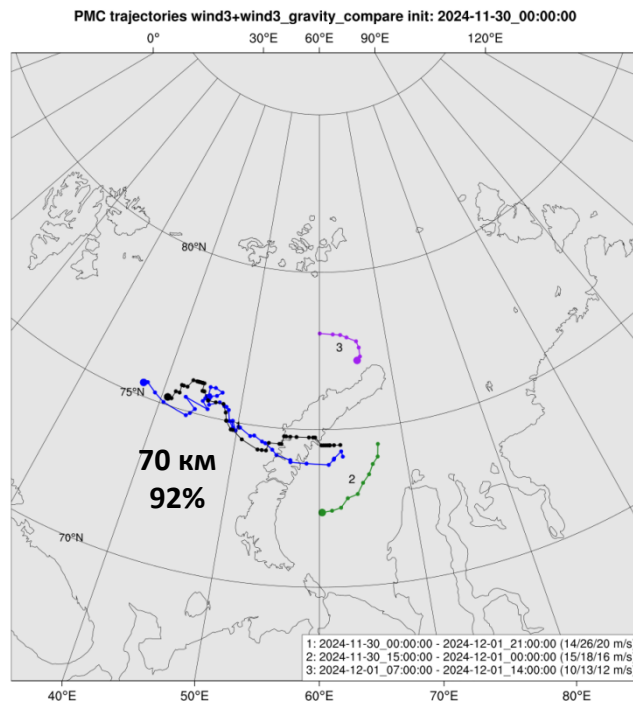 PMC trajectories wind3+wind3_gravity_compare init: 2024-11-30_00:00:00
0° 30°E 60°E 90°E 120°E
80°N
3
75°N
70 км
92%
2
70°N
1: 2024-11-30_00:00:00 - 2024-12-01_21:00:00 (14/26/20 m/s)
2: 2024-11-30_15:00:00 - 2024-12-01_00:00:00 (15/18/16 m/s)
3: 2024-12-01_07:00:00 - 2024-12-01_14:00:00 (10/13/12 m/s)
40°E 50°E 60°E 70°E 80°E